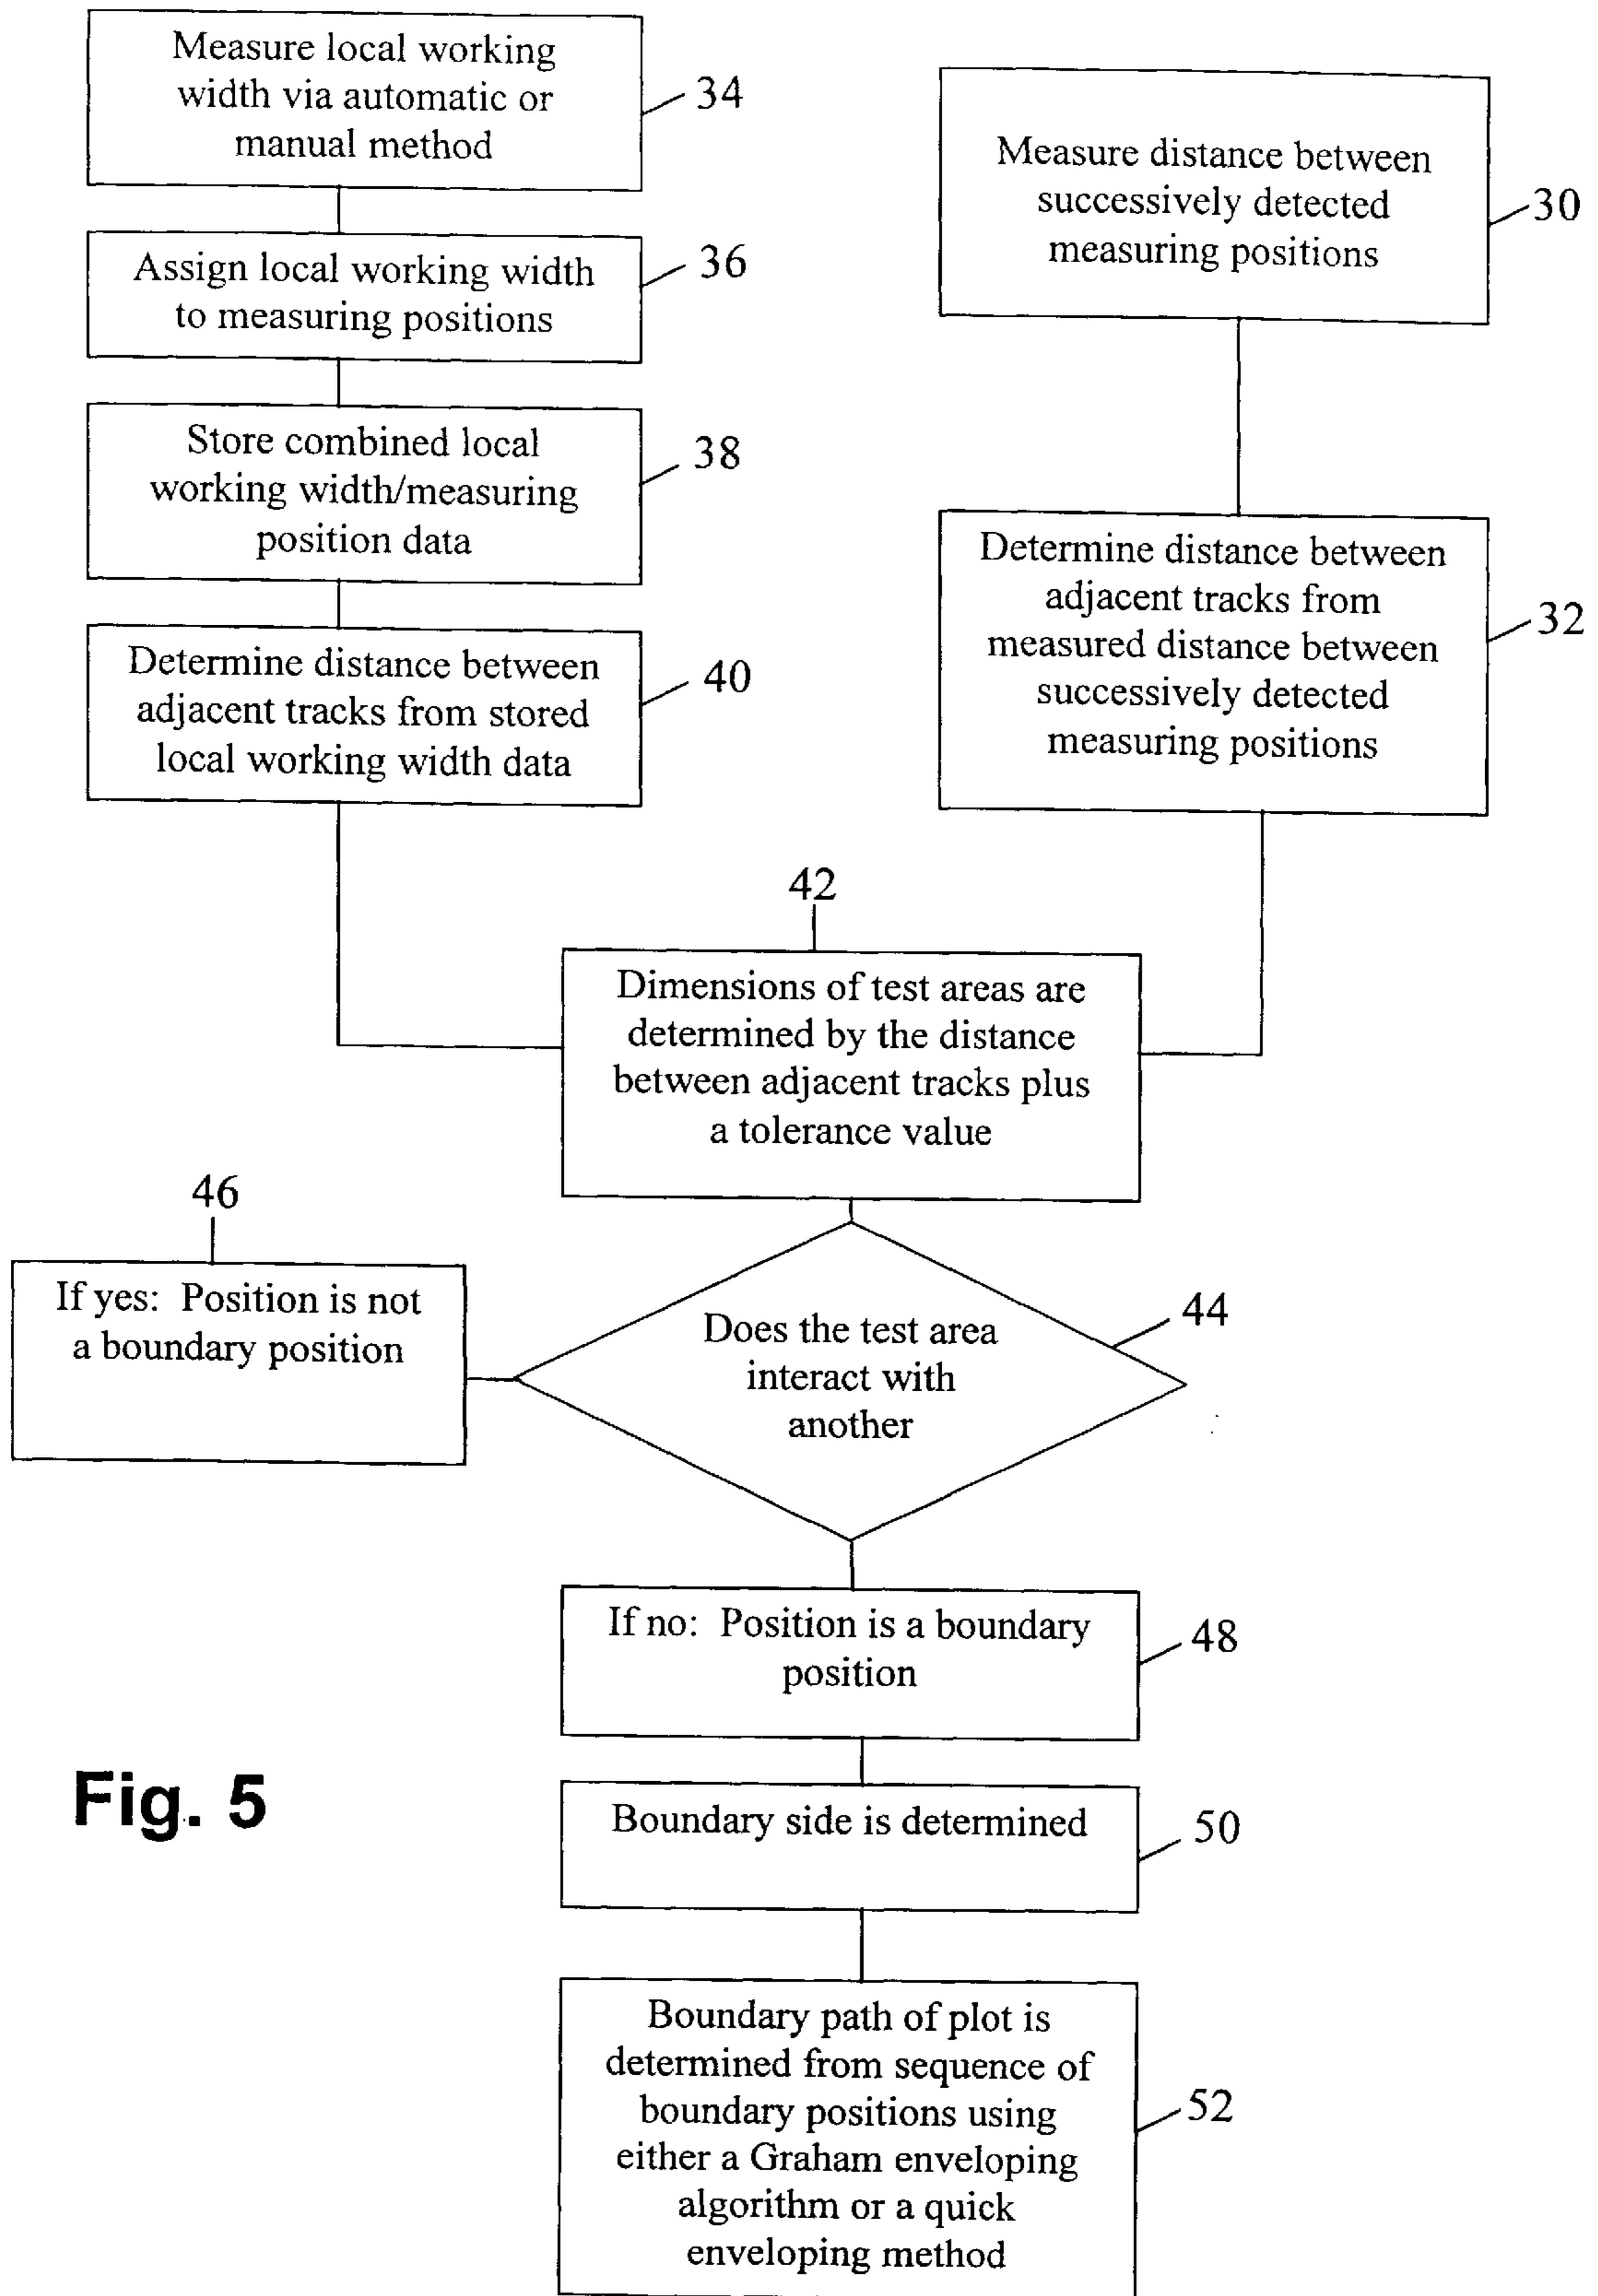 Measure local working
width via automatic or
manual method
34
Assign local working width
to measuring positions
36
Store combined local
working width/measuring
position data
38
Determine distance between
adjacent tracks from stored
local working width data
40
Measure distance between
successively detected
measuring positions
30
Determine distance between
adjacent tracks from
measured distance between
successively detected
measuring positions
32
42
Dimensions of test areas are
determined by the distance
between adjacent tracks plus
a tolerance value
46
If yes: Position is not
a boundary position
Does the test area
interact with
another
44
If no: Position is a boundary
position
48
Boundary side is determined
50
Boundary path of plot is
determined from sequence of
boundary positions using
either a Graham enveloping
algorithm or a quick
enveloping method
52
Fig. 5